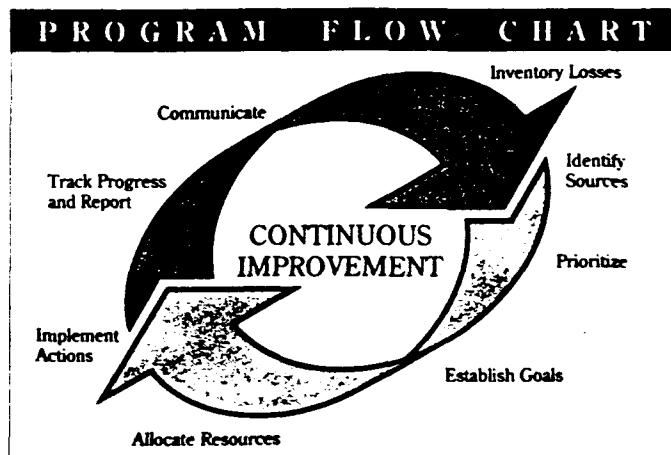 PROGRAM FLOW CHART
Inventory Losses
Communicate
Identify
Sources
Track Progress
and Report
CONTINUOUS
IMPROVEMENT
Prioritize
Implement
Actions
Establish Goals
Allocate Resources